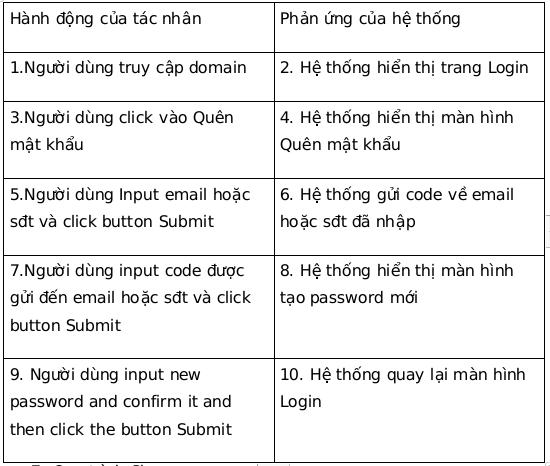 Hành động của tác nhân
Phản ứng của hệ thống
1.Người dùng truy cập domain
2. Hệ thống hiển thị trang Login
3.Người dùng click vào Quên
mật khẩu
4. Hệ thống hiển thị màn hình
Quên mật khẩu
5.Người dùng Input email hoặc
sđt và click button Submit
6. Hệ thống gửi code về email
hoặc sđt đã nhập
7.Người dùng input code được
gửi đến email hoặc sđt và click
button Submit
8. Hệ thống hiển thị màn hình
tạo password mới
9. Người dùng input new
password and confirm it and
then click the button Submit
10. Hệ thống quay lại màn hình
Login